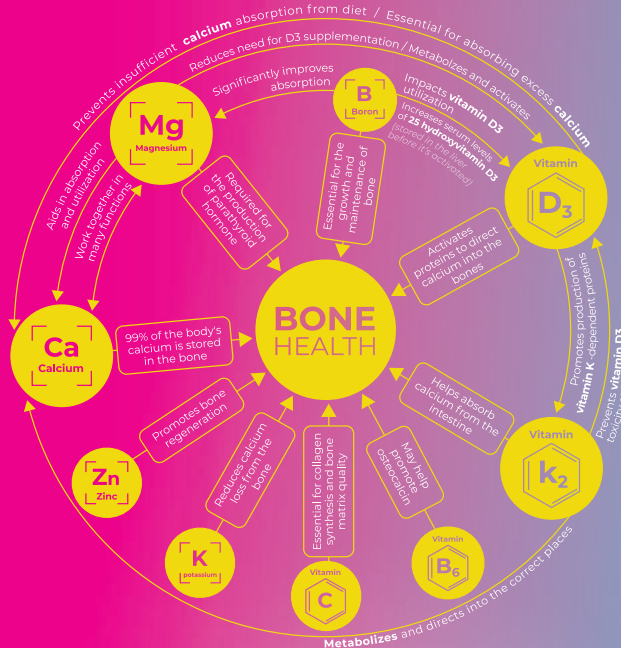 Prevents insufficient calcium absorption from diet / Essential for absorbing excess calcium
Reduces need for D3 supplementation / Metabolzes and activates
Significantly improves
absorption
Mg
Magnesium
B
Boron
Impacts vitamin D3
utilization
Increases serum levels
of 25 hydroxyvitamin D3
(stored in the liver
before it's activated)
Vitamin
D3
Aids in absorption
and utilization
Work together in
many functions
Required for
the production
of parathyroid
hormone
Essential for the
growth and
maintenance of
bone
Activates
proteins to direct
calcium into the
bones
BONE
HEALTH
Ca
Calcium
99% of the body's
calcium is stored
in the bone
Promotes production of
vitamin K-dependent proteins
Prevents vitamin D3
Helps absorb
calcium from the
Intestine
Vitamin
k2
Promotes bone
regeneration
Zn
Zinc
Reduces calcium
loss from the
bone
K
potassium
Essential for collagen
synthesis and bone
matrix quality
Vitamin
C
May help
promote
osteocalcin
Vitamin
B6
Metabolizes and directs into the correct places